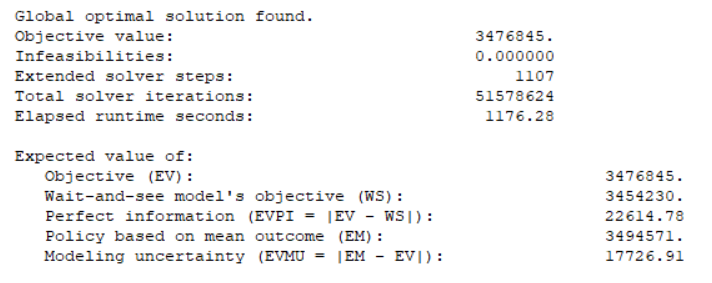 Global optimal solution found.
Objective value: 3476845.
Infeasibilities: 0.000000
Extended solver steps: 1107
Total solver iterations: 51578624
Elapsed runtime seconds: 1176.28
Expected value of:
Objective (EV): 3476845.
Wait-and-see model's objective (WS): 3454230.
Perfect information (EVPI = |EV - WS|): 22614.78
Policy based on mean outcome (EM): 3494571.
Modeling uncertainty (EVMU = |EM - EV|): 17726.91